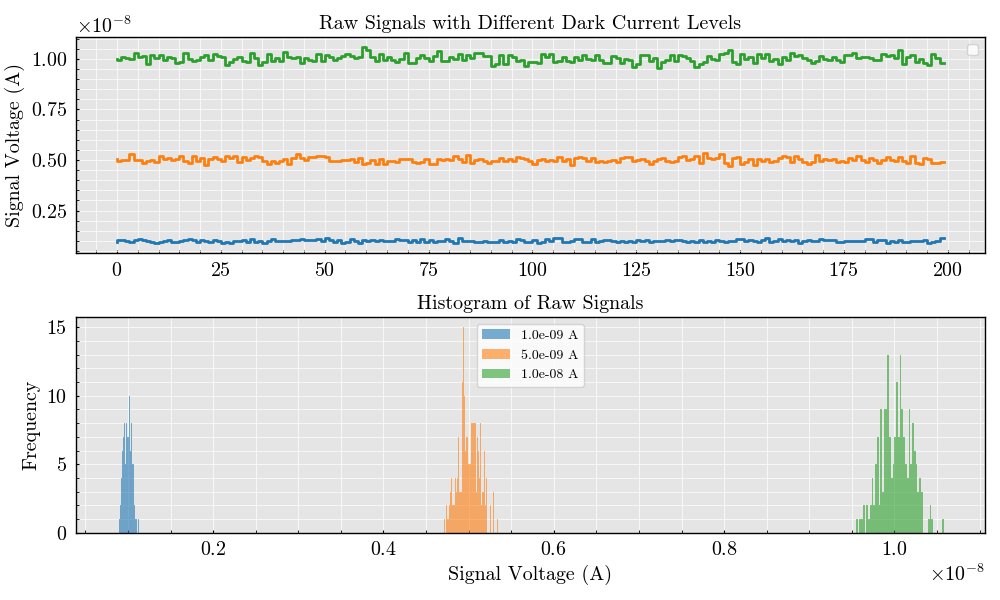 Raw Signals with Different Dark Current Levels
×10⁻⁸
Signal Voltage (A)
1.00
0.75
0.50
0.25
0 25 50 75 100 125 150 175 200
Histogram of Raw Signals
Frequency
15
10
5
0
1.0e-09 A
5.0e-09 A
1.0e-08 A
0.2 0.4 0.6 0.8 1.0
Signal Voltage (A)
×10⁻⁸